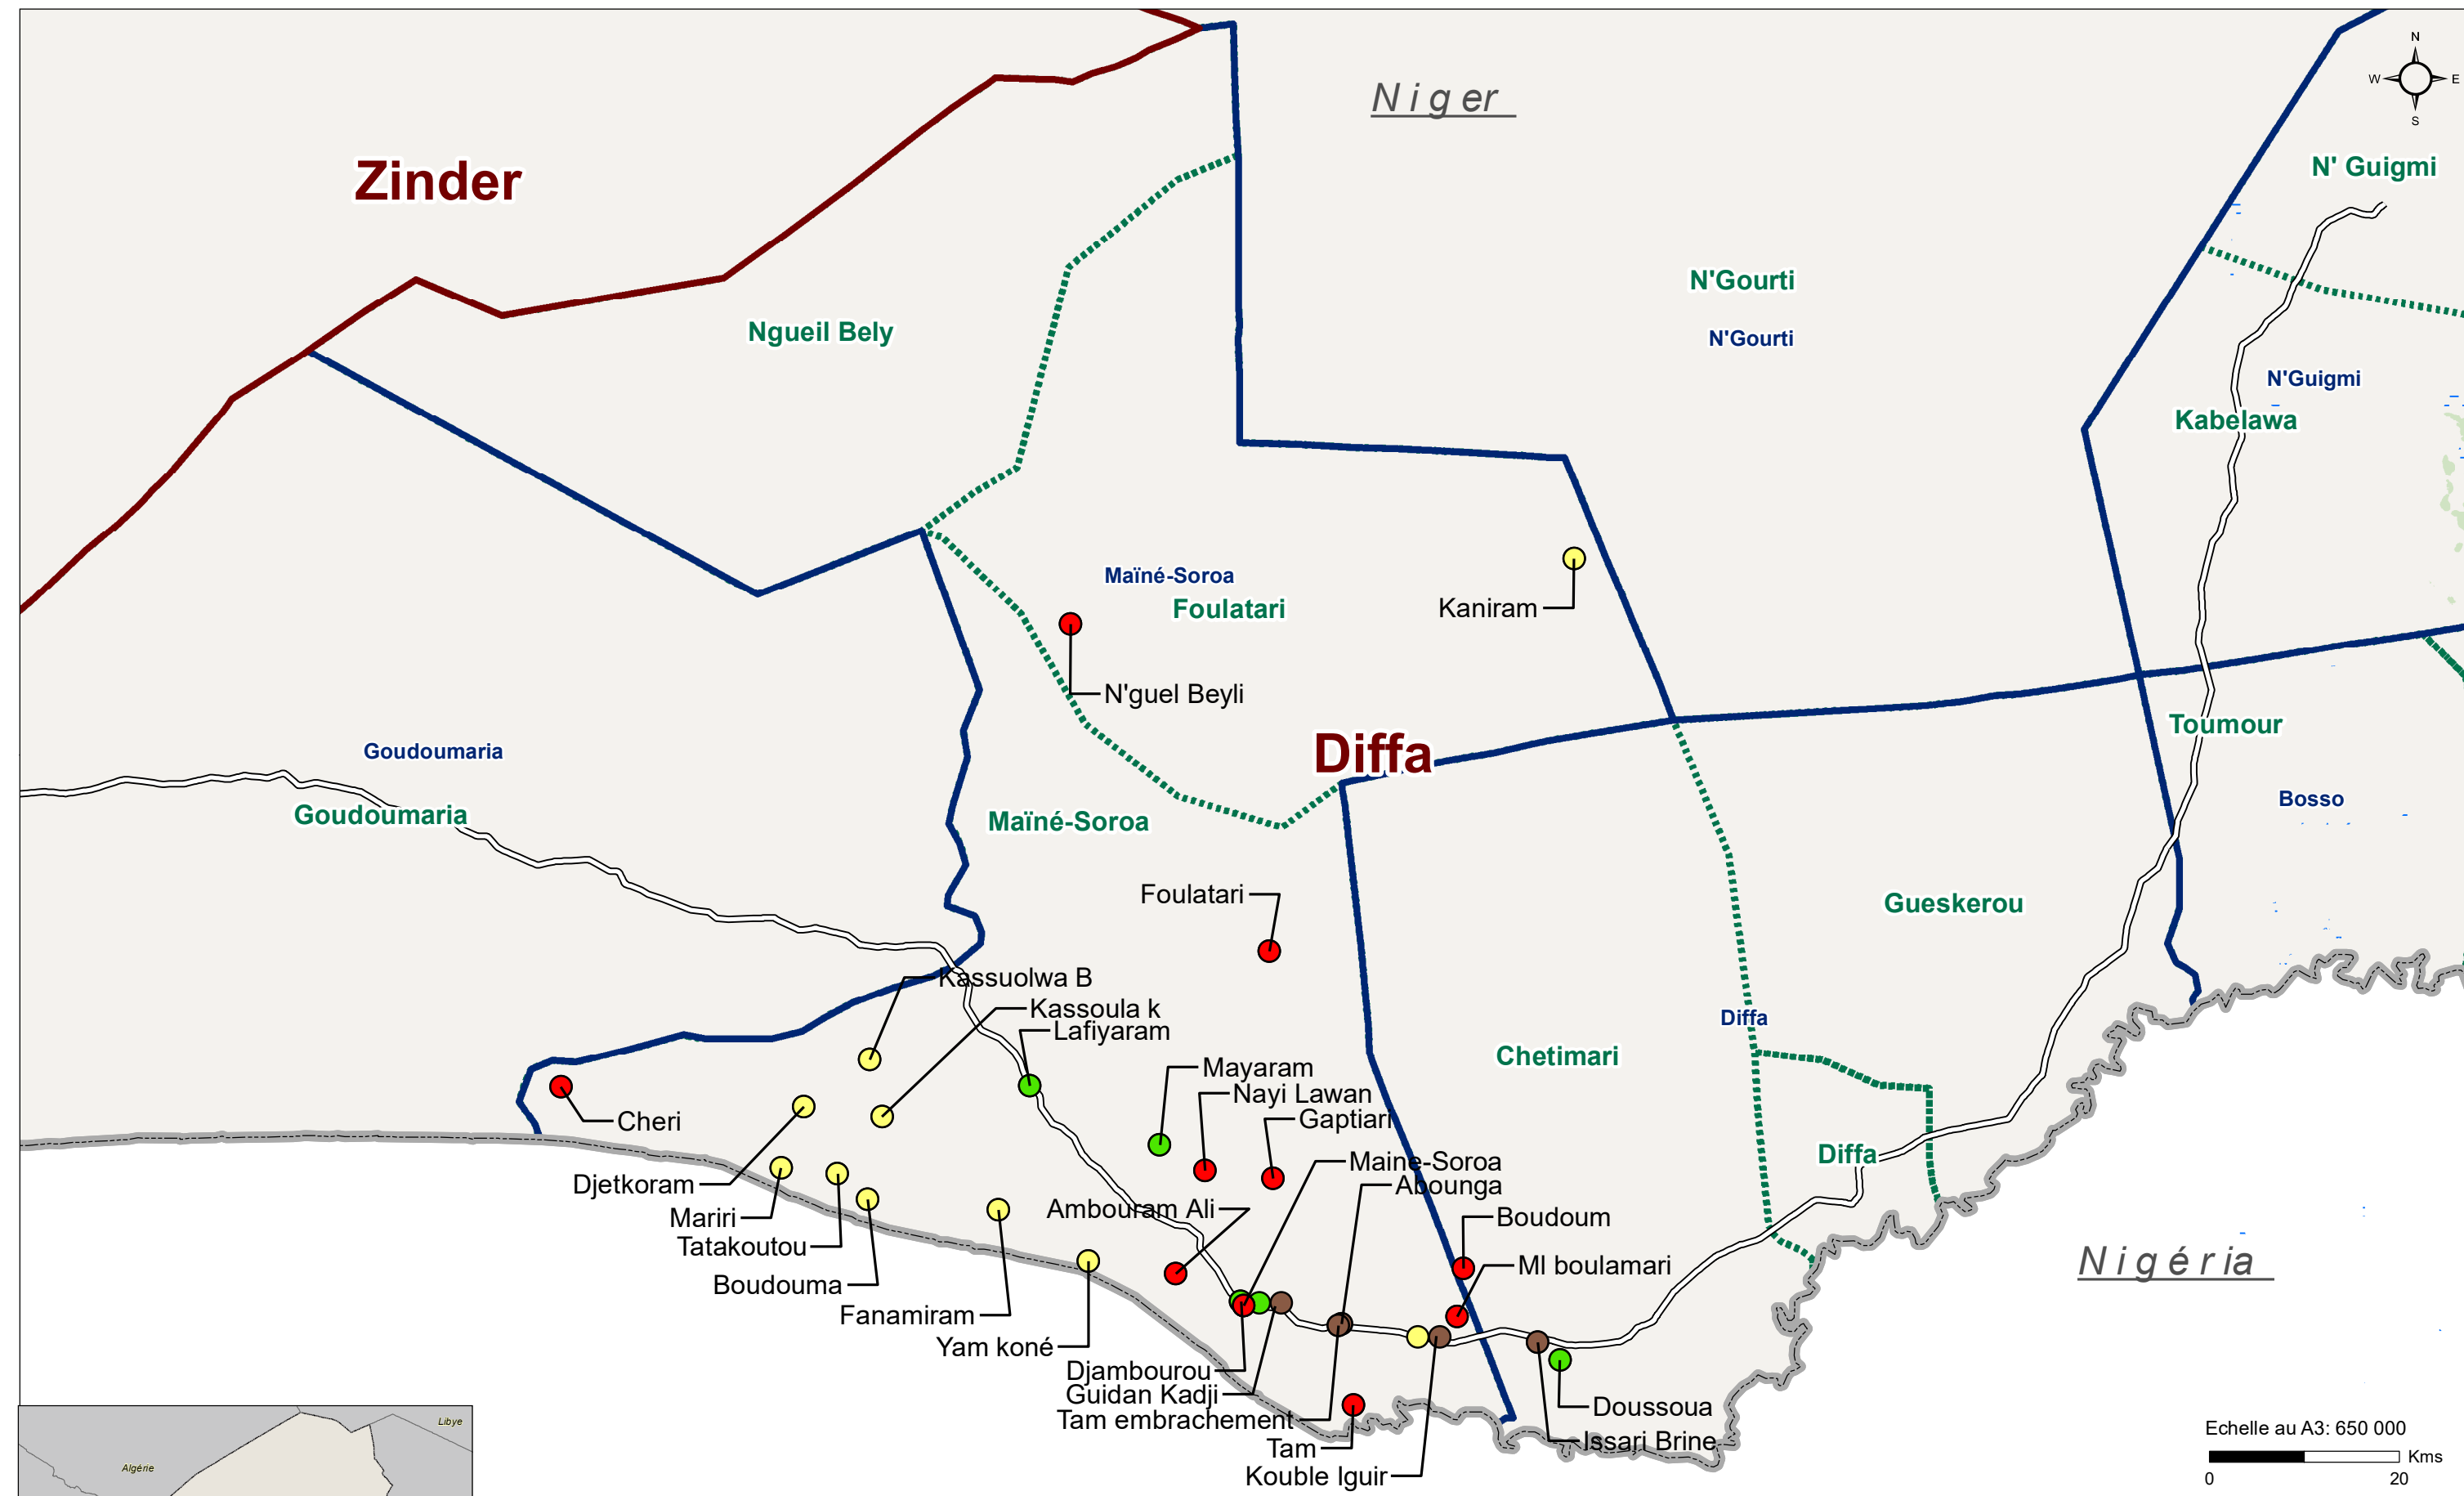 N
W
E
S
Niger
N' Guigmi
Zinder
N'Gourti
Ngueil Bely
N'Gourti
N'Guigmi
Kabelawa
Maïné-Soroa
Foulatari
Kaniram
N'guel Beyli
Toumour
Goudoumaria
Diffa
Bosso
Goudoumaria
Maïné-Soroa
Foulatari
Gueskerou
Kassuolwa B
Kassoula k
Diffa
Lafiyaram
Chetimari
Mayaram
Nayi Lawan
Gaptiari
Cheri
Diffa
Maine-Soroa
Djetkoram
Abounga
Ambouram Ali
Mariri
Boudoum
Tatakoutou
Nigéria
Ml boulamari
Boudouma
Fanamiram
Yam koné
Djambourou
Guidan Kadji
Doussoua
Tam embrachement
Issari Brine
Tam
Kouble Iguir
Libye
Algérie
Echelle au A3: 650 000
Kms
0
20